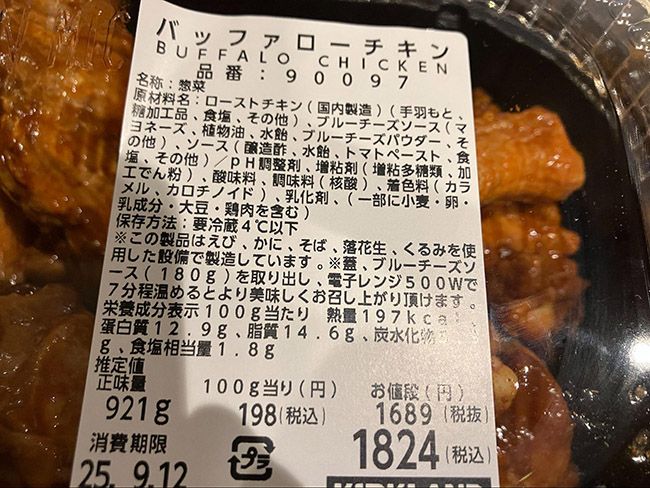 バッファローチキン
BUFFALO CHICKEN
品番:90097
名称:惣菜
原材料名:ローストチキン(国内製造)(手羽もと、
糖加工品、食塩、その他)、ブルーチーズソース(マ
ヨネーズ、植物油、水飴、ブルーチーズパウダー、そ
の他)、ソース(醸造酢、水飴、トマトペースト、食
塩、その他)/pH調整剤、増粘剤(増粘多糖類、加
工でん粉)、酸味料、調味料(核酸)、着色料(カラ
メル、カロチノイド)、乳化剤、(一部に小麦・卵・
乳成分・大豆・鶏肉を含む)
保存方法:要冷蔵4℃以下
※この製品はえび、かに、そば、落花生、くるみを使
用した設備で製造しています。※蓋、ブルーチーズソ
ース(180g)を取り出し、電子レンジ500Wで
7分程温めるとより美味しくお召し上がり頂けます。
栄養成分表示100g当たり 熱量197kcal、
蛋白質12.9g、脂質14.6g、炭水化物
g、食塩相当量1.8g
推定値
正味量 100g当り(円) お値段(円)
921g 198(税込) 1689(税抜)
消費期限 プラ 1824(税込)
25. 9.12 KIRKLAND